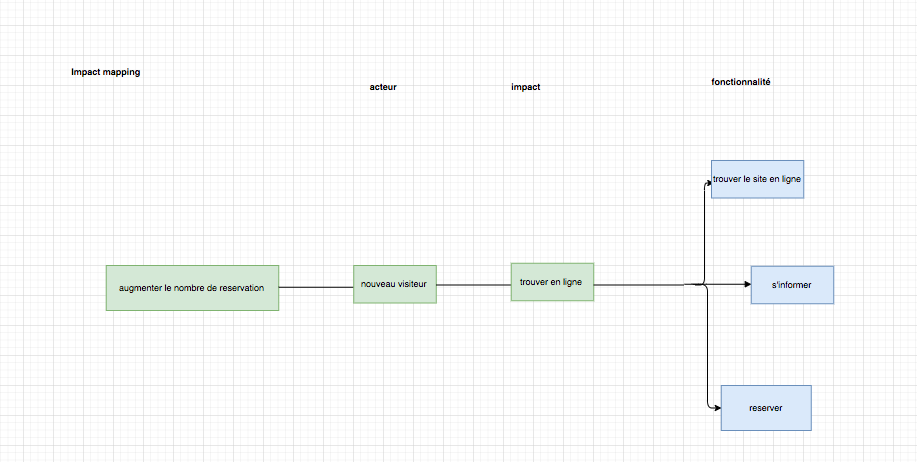 Impact mapping
acteur
impact
fonctionnalité
trouver le site en ligne
augmenter le nombre de reservation
nouveau visiteur
trouver en ligne
s'informer
reserver